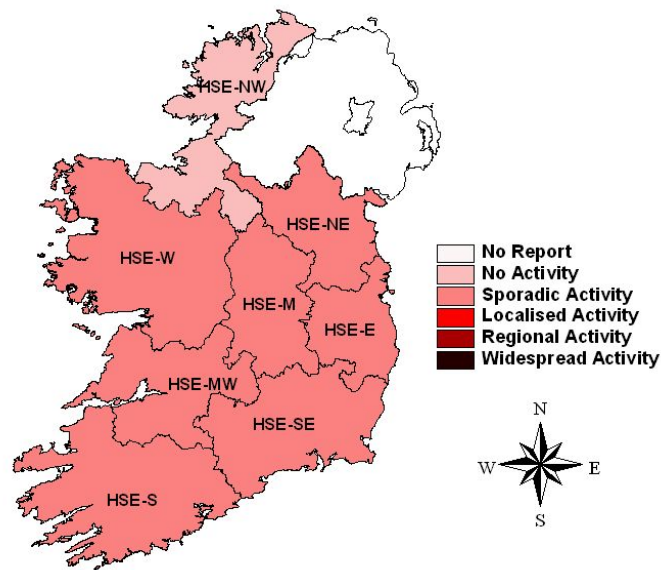 HSE-NW
HSE-NE
HSE-W
HSE-M
HSE-E
HSE-MW
HSE-SE
HSE-S
No Report
No Activity
Sporadic Activity
Localised Activity
Regional Activity
Widespread Activity
N
W E
S